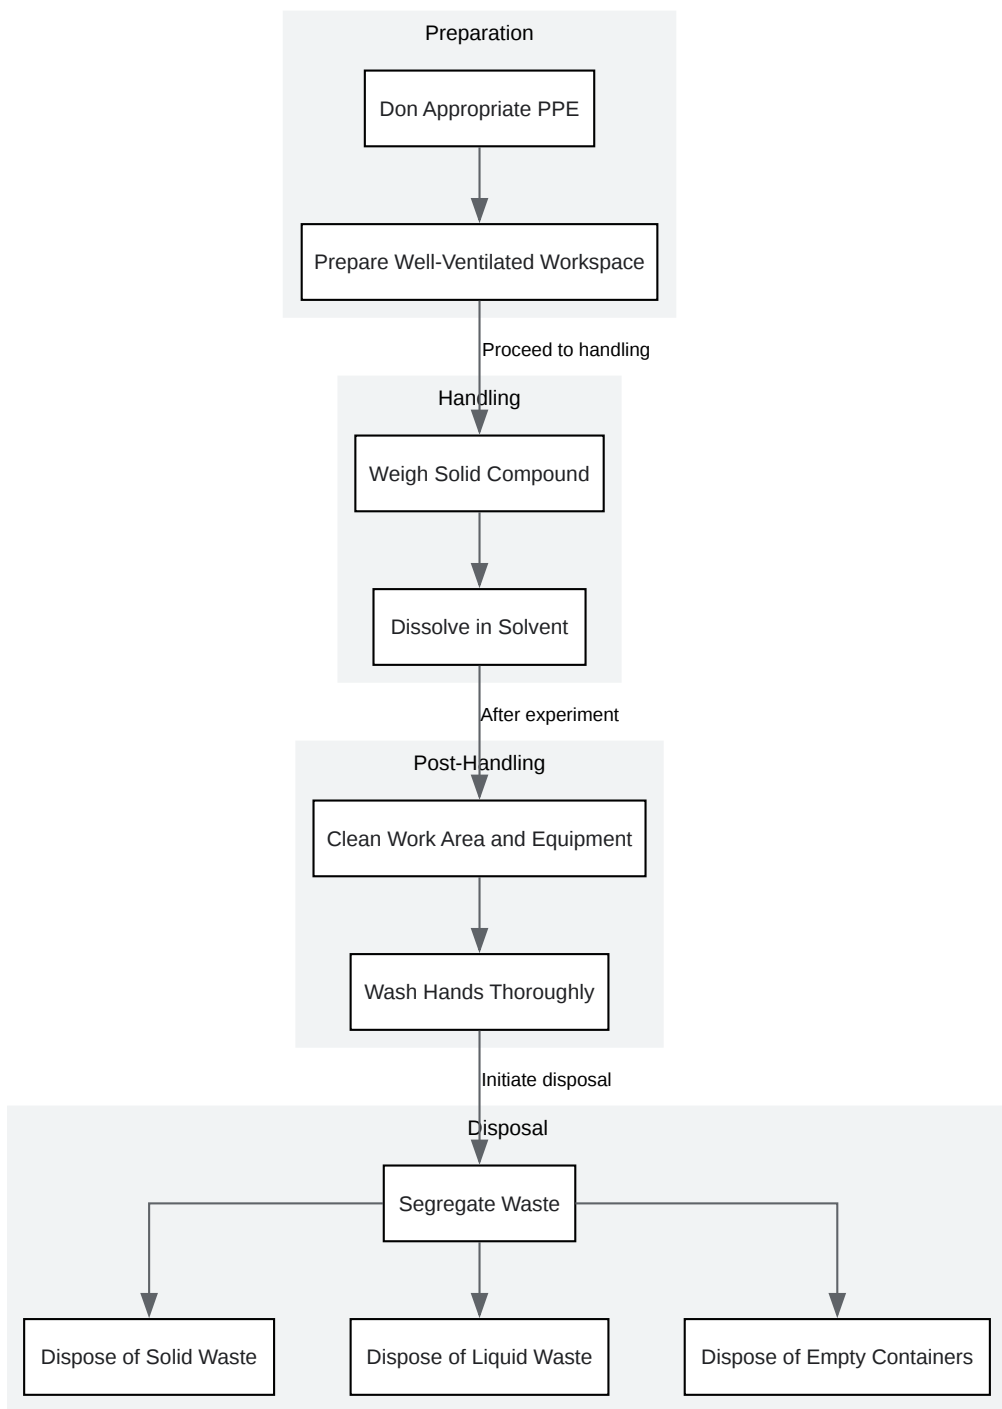 Preparation
Don Appropriate PPE
Prepare Well-Ventilated Workspace
Proceed to handling
Handling
Weigh Solid Compound
Dissolve in Solvent
After experiment
Post-Handling
Clean Work Area and Equipment
Wash Hands Thoroughly
Initiate disposal
Disposal
Segregate Waste
Dispose of Solid Waste
Dispose of Liquid Waste
Dispose of Empty Containers